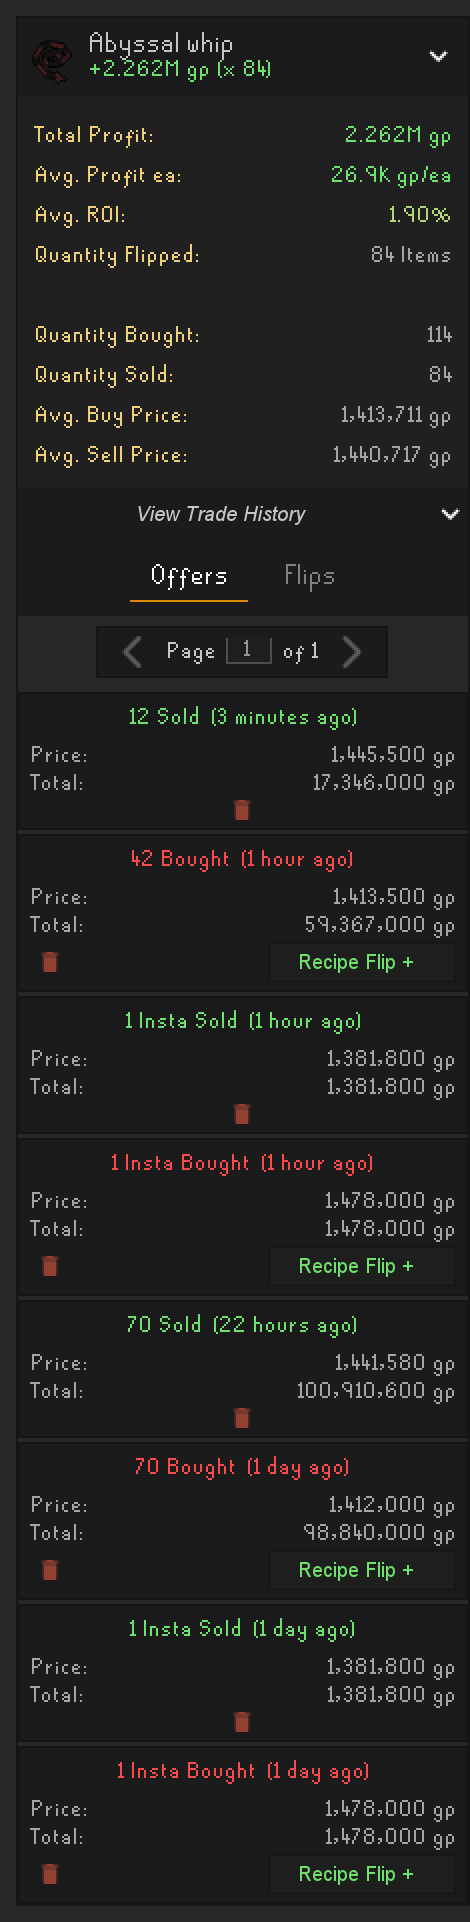 Abyssal whip
+2.262M gp (x 84)
Total Profit: 2.262M gp
Avg. Profit ea: 26.9K gp/ea
Avg. ROI: 1.90%
Quantity Flipped: 84 Items
Quantity Bought: 114
Quantity Sold: 84
Avg. Buy Price: 1,413,711 gp
Avg. Sell Price: 1,440,717 gp
View Trade History
Offers Flips
Page 1 of 1
12 Sold (3 minutes ago)
Price: 1,445,500 gp
Total: 17,346,000 gp
42 Bought (1 hour ago)
Price: 1,413,500 gp
Total: 59,367,000 gp
Recipe Flip +
1 Insta Sold (1 hour ago)
Price: 1,381,800 gp
Total: 1,381,800 gp
1 Insta Bought (1 hour ago)
Price: 1,478,000 gp
Total: 1,478,000 gp
Recipe Flip +
70 Sold (22 hours ago)
Price: 1,441,580 gp
Total: 100,910,600 gp
70 Bought (1 day ago)
Price: 1,412,000 gp
Total: 98,840,000 gp
Recipe Flip +
1 Insta Sold (1 day ago)
Price: 1,381,800 gp
Total: 1,381,800 gp
1 Insta Bought (1 day ago)
Price: 1,478,000 gp
Total: 1,478,000 gp
Recipe Flip +